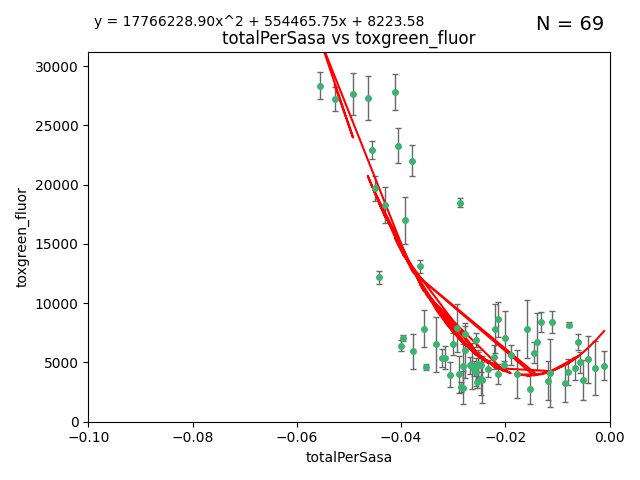 y = 17766228.90x^2 + 554465.75x + 8223.58
N = 69
totalPerSasa vs toxgreen_fluor
30000
25000
20000
15000
10000
5000
0
toxgreen_fluor
−0.10
−0.08
−0.06
−0.04
−0.02
0.00
totalPerSasa